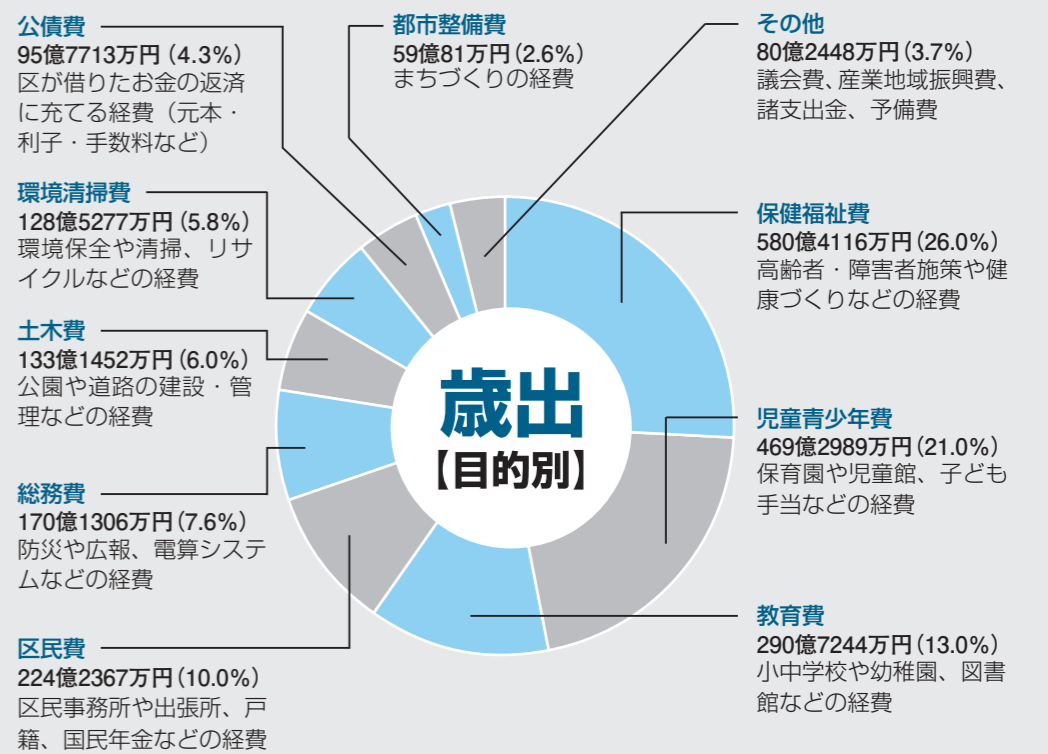 公債費
95億7713万円(4.3%)
区が借りたお金の返済
に充てる経費（元本・
利子・手数料など）
都市整備費
59億81万円(2.6%)
まちづくりの経費
その他
80億2448万円(3.7%)
議会費、産業地域振興費、
諸支出金、予備費
環境清掃費
128億5277万円(5.8%)
環境保全や清掃、リサ
イクルなどの経費
土木費
133億1452万円(6.0%)
公園や道路の建設・管
理などの経費
総務費
170億1306万円(7.6%)
防災や広報、電算システ
ムなどの経費
区民費
224億2367万円(10.0%)
区民事務所や出張所、戸
籍、国民年金などの経費
歳出
【目的別】
保健福祉費
580億4116万円(26.0%)
高齢者・障害者施策や健
康づくりなどの経費
児童青少年費
469億2989万円(21.0%)
保育園や児童館、子ども
手当などの経費
教育費
290億7244万円(13.0%)
小中学校や幼稚園、図書
館などの経費